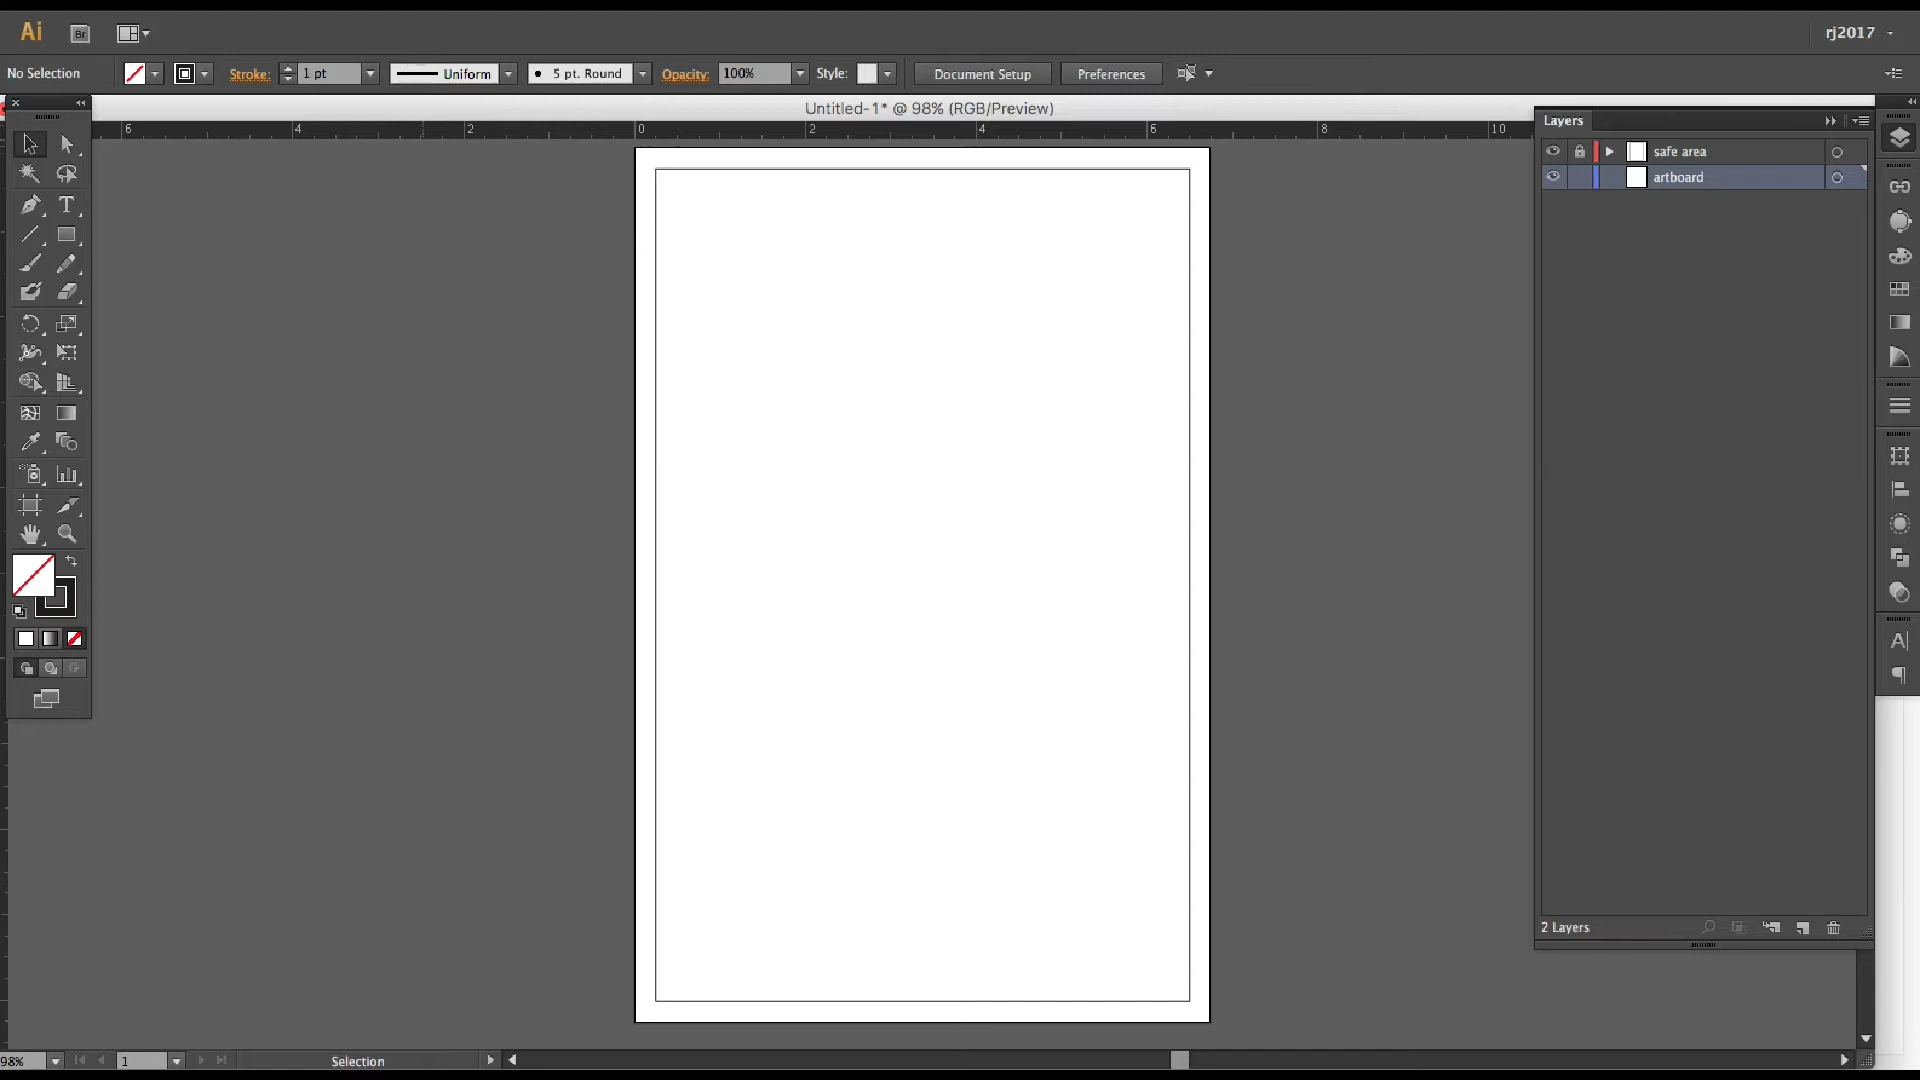 Ai
Br
rj2017
No Selection
Stroke:
1 pt
Uniform
5 pt. Round
Opacity:
100%
Style:
Document Setup
Preferences
Untitled-1* @ 98% (RGB/Preview)
6
4
2
0
2
4
6
8
10
Layers
safe area
artboard
T
A
2 Layers
98%
1
Selection